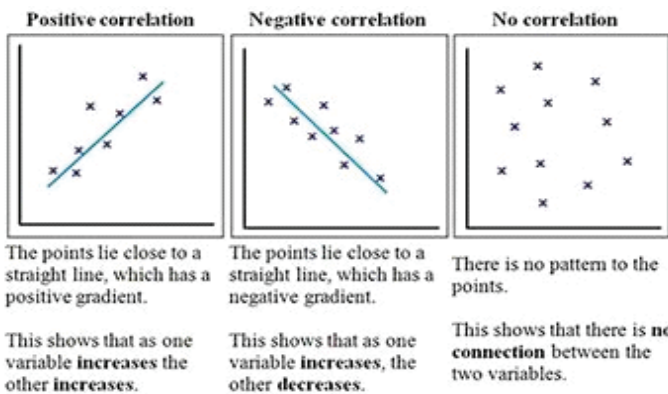 Positive correlation
Negative correlation
No correlation
The points lie close to a
straight line, which has a
positive gradient.
This shows that as one
variable increases the
other increases.
The points lie close to a
straight line, which has a
negative gradient.
This shows that as one
variable increases, the
other decreases.
There is no pattern to the
points.
This shows that there is no
connection between the
two variables.